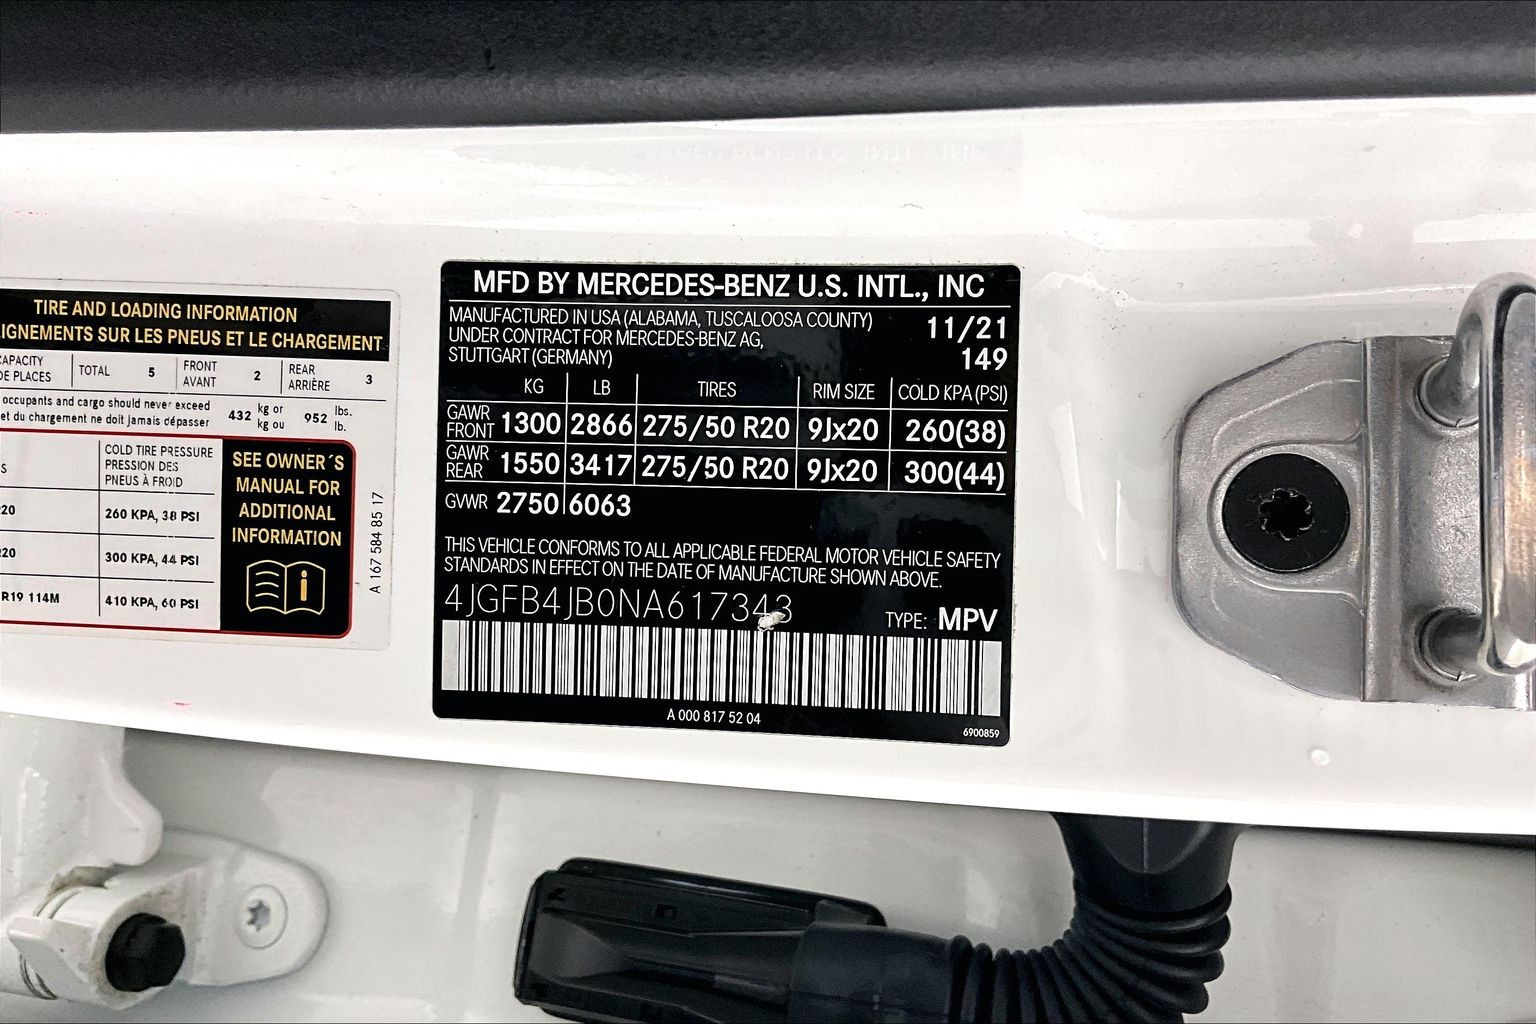 TIRE AND LOADING INFORMATION
IGNEMENTS SUR LES PNEUS ET LE CHARGEMENT
CAPACITY
DE PLACES
TOTAL 5
FRONT
AVANT 2
REAR
ARRIÈRE 3
occupants and cargo should never exceed
et du chargement ne doit jamais dépasser
432 kg or
kg ou
952 lbs.
lb.
S
COLD TIRE PRESSURE
PRESSION DES
PNEUS À FROID
R20 260 KPA, 38 PSI
R20 300 KPA, 44 PSI
R19 114M 410 KPA, 60 PSI
SEE OWNER´S
MANUAL FOR
ADDITIONAL
INFORMATION
i
A 167 584 85 17
MFD BY MERCEDES-BENZ U.S. INTL., INC
MANUFACTURED IN USA (ALABAMA, TUSCALOOSA COUNTY)
UNDER CONTRACT FOR MERCEDES-BENZ AG,
STUTTGART (GERMANY)
11/21
149
KG LB TIRES RIM SIZE COLD KPA (PSI)
GAWR
FRONT 1300 2866 275/50 R20 9Jx20 260(38)
GAWR
REAR 1550 3417 275/50 R20 9Jx20 300(44)
GVWR 2750 6063
THIS VEHICLE CONFORMS TO ALL APPLICABLE FEDERAL MOTOR VEHICLE SAFETY
STANDARDS IN EFFECT ON THE DATE OF MANUFACTURE SHOWN ABOVE.
4JGFB4JB0NA617343
TYPE: MPV
A 000 817 52 04
6900859